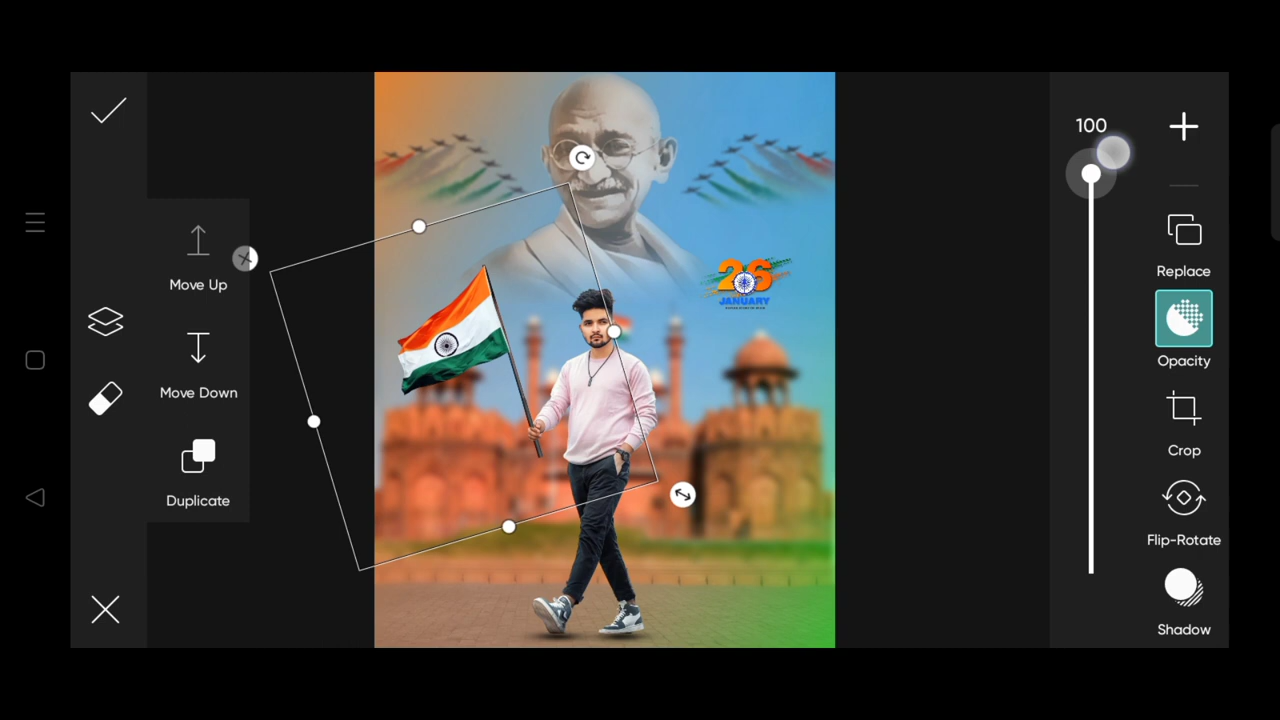 100
Replace
Opacity
Crop
Flip-Rotate
Shadow
Move Up
Move Down
Duplicate
26
JANUARY